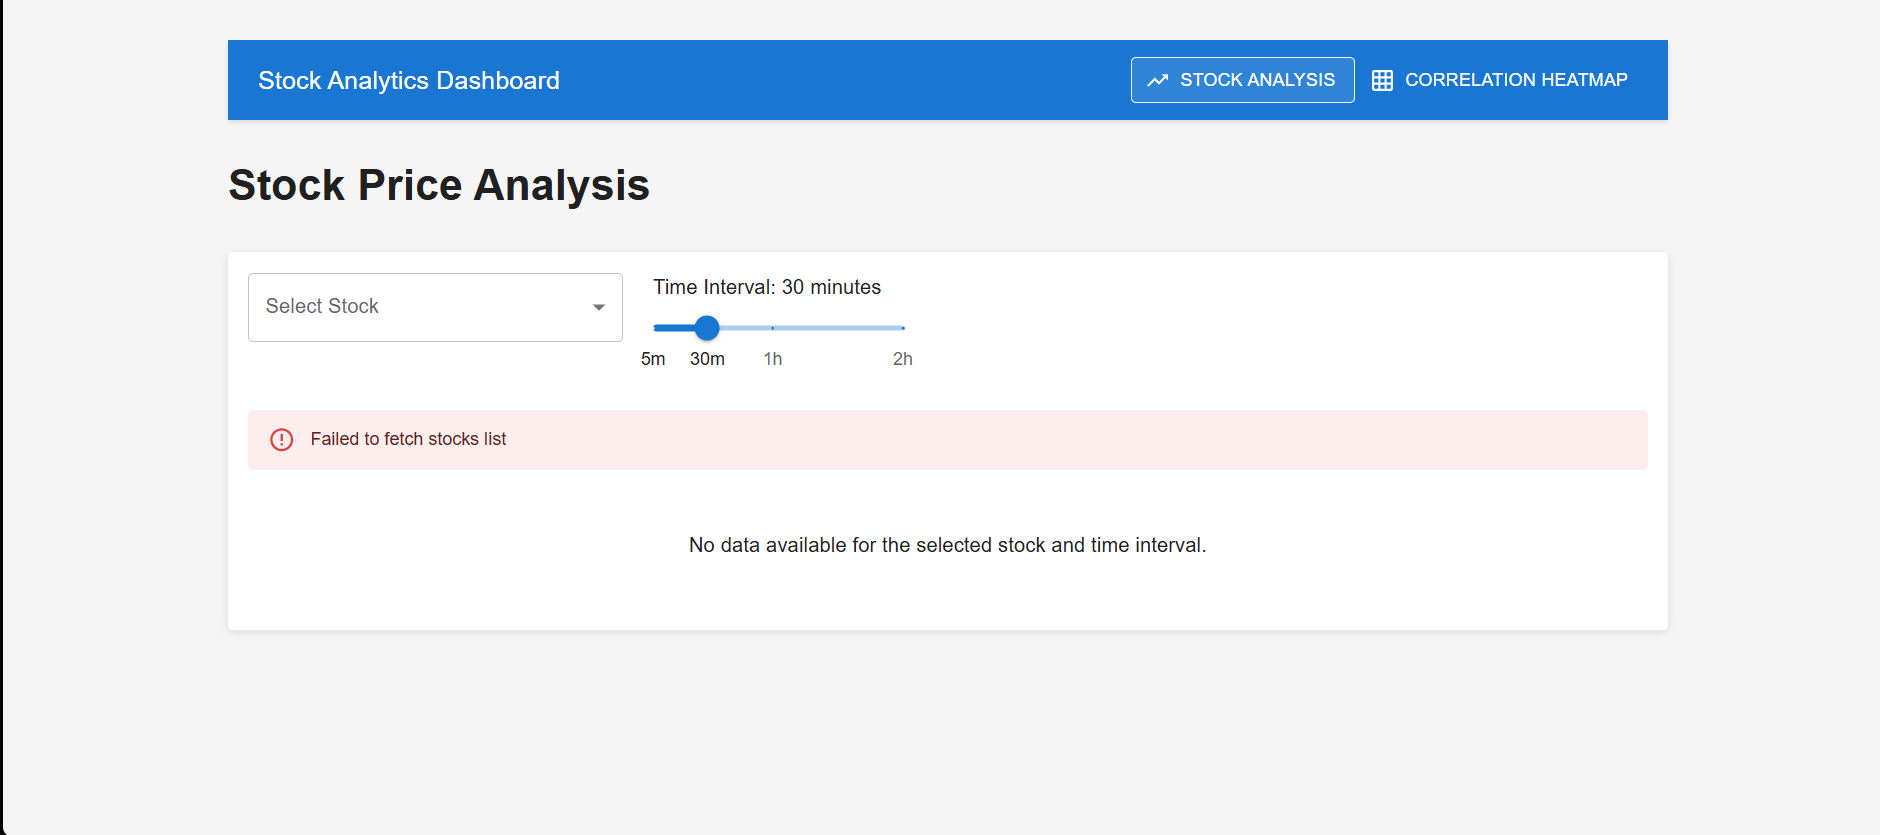 Stock Analytics Dashboard
STOCK ANALYSIS
CORRELATION HEATMAP
Stock Price Analysis
Select Stock
Time Interval: 30 minutes
5m 30m 1h 2h
Failed to fetch stocks list
No data available for the selected stock and time interval.